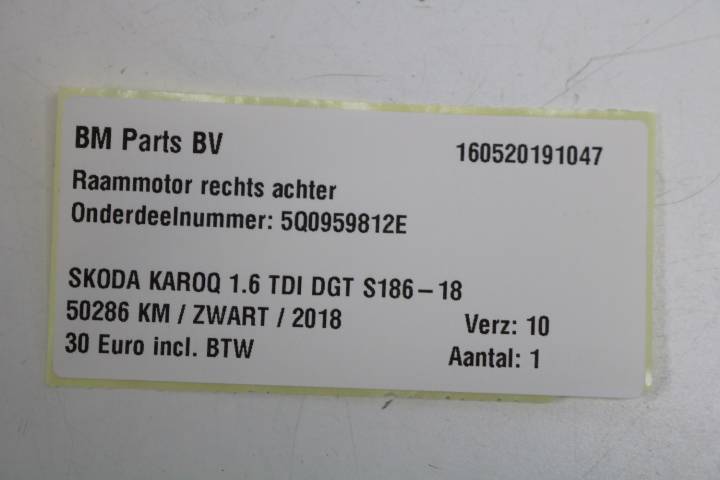 BM Parts BV 160520191047
Raammotor rechts achter
Onderdeelnummer: 5Q0959812E
SKODA KAROQ 1.6 TDI DGT S186-18
50286 KM / ZWART / 2018 Verz: 10
30 Euro incl. BTW Aantal: 1